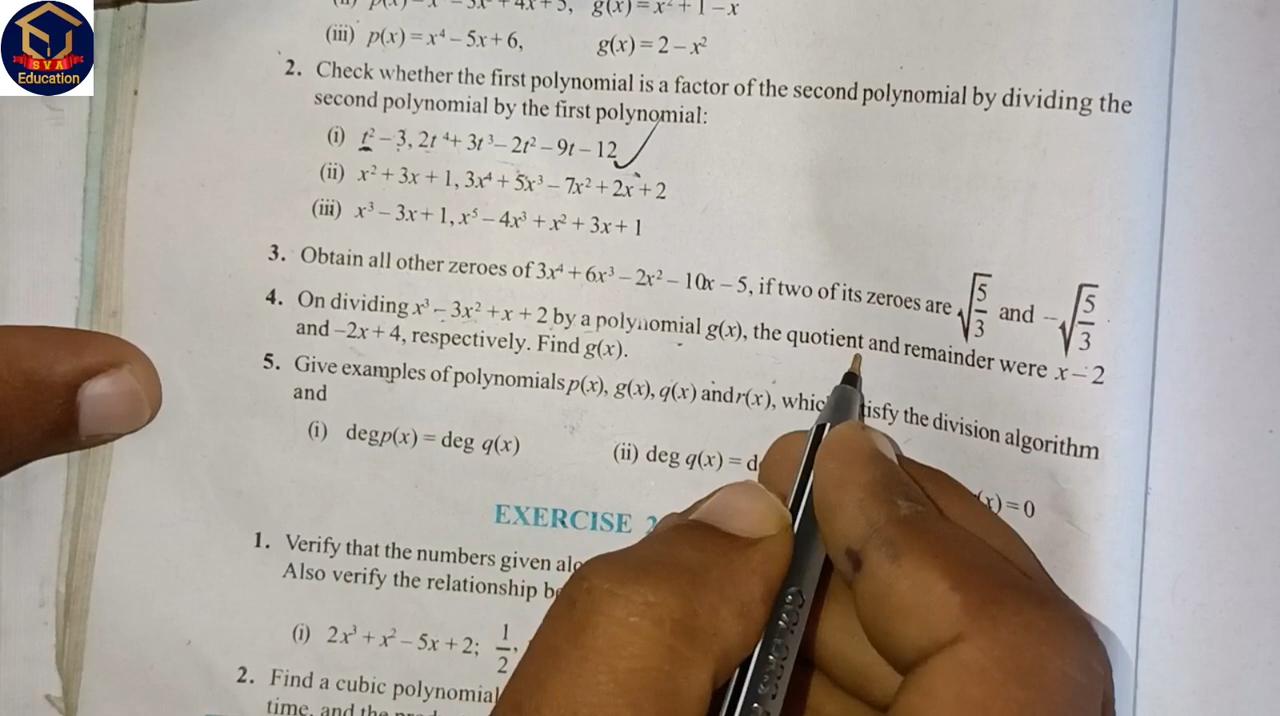 SVA
Education
g(x) = x² + 1 – x
(iii) p(x) = x⁴ – 5x + 6, g(x) = 2 – x²
2. Check whether the first polynomial is a factor of the second polynomial by dividing the
second polynomial by the first polynomial:
(i) t² – 3, 2t⁴ + 3t³ – 2t² – 9t – 12
(ii) x² + 3x + 1, 3x⁴ + 5x³ – 7x² + 2x + 2
(iii) x³ – 3x + 1, x⁵ – 4x³ + x² + 3x + 1
3. Obtain all other zeroes of 3x⁴ + 6x³ – 2x² – 10x – 5, if two of its zeroes are √(5/3) and –√(5/3).
4. On dividing x³ – 3x² + x + 2 by a polynomial g(x), the quotient and remainder were x – 2
and –2x + 4, respectively. Find g(x).
5. Give examples of polynomials p(x), g(x), q(x) and r(x), which the division algorithm
and
(i) deg p(x) = deg q(x) (ii) deg q(x) = = 0
EXERCISE
1. Verify that the numbers given
Also verify the relationship
(i) 2x³ + x² – 5x + 2; 1/2,
2. Find a cubic polynomial
time, and the